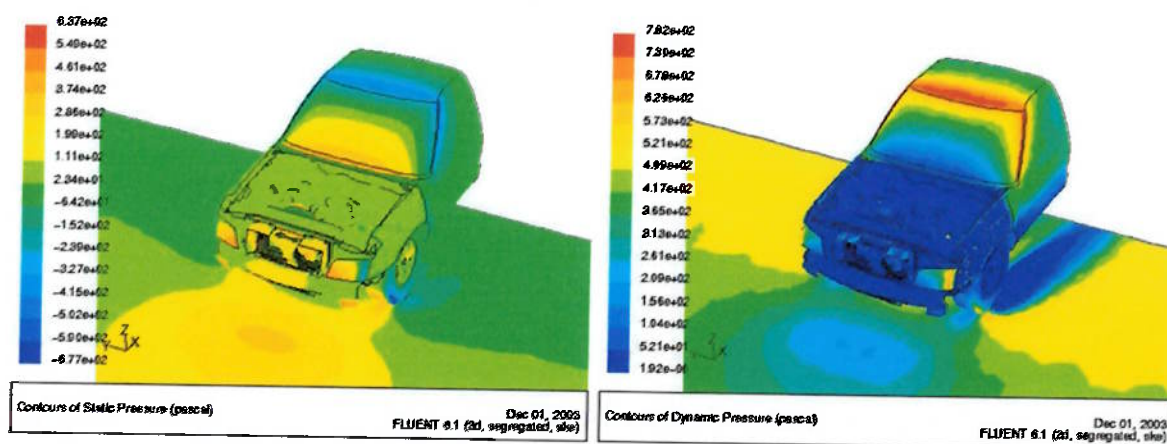 6.37e+02
5.49e+02
4.61e+02
3.74e+02
2.86e+02
1.99e+02
1.11e+02
2.34e+01
-6.42e+01
-1.52e+02
-2.39e+02
-3.27e+02
-4.15e+02
-5.02e+02
-5.90e+02
-6.77e+02
Z
Y X
Contours of Static Pressure (pascal)
Dec 01, 2003
FLUENT 6.1 (3d, segregated, ske)
7.82e+02
7.30e+02
6.78e+02
6.25e+02
5.73e+02
5.21e+02
4.69e+02
4.17e+02
3.65e+02
3.13e+02
2.61e+02
2.09e+02
1.56e+02
1.04e+02
5.21e+01
Z
X
Contours of Dynamic Pressure (pascal)
Dec 01, 2003
FLUENT 6.1 (3d, segregated, ske)